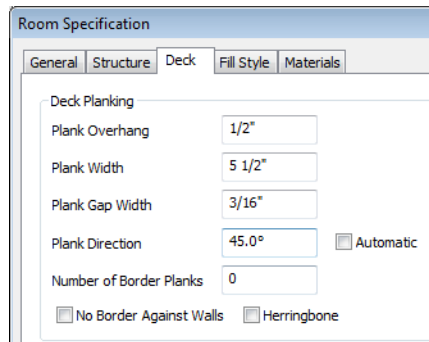 Room Specification
General Structure Deck Fill Style Materials
Deck Planking
Plank Overhang 1/2"
Plank Width 5 1/2"
Plank Gap Width 3/16"
Plank Direction 45.0° Automatic
Number of Border Planks 0
No Border Against Walls Herringbone